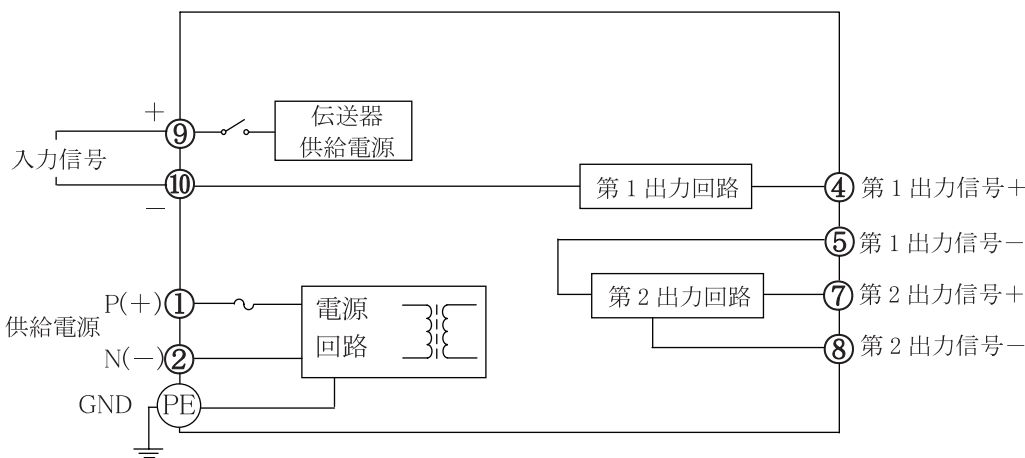 +
⑨
伝送器
供給電源
入力信号
⑩
−
第1出力回路
④ 第1出力信号+
⑤ 第1出力信号−
第2出力回路
⑦ 第2出力信号+
⑧ 第2出力信号−
P(+) ①
電源
回路
供給電源
N(−) ②
GND PE